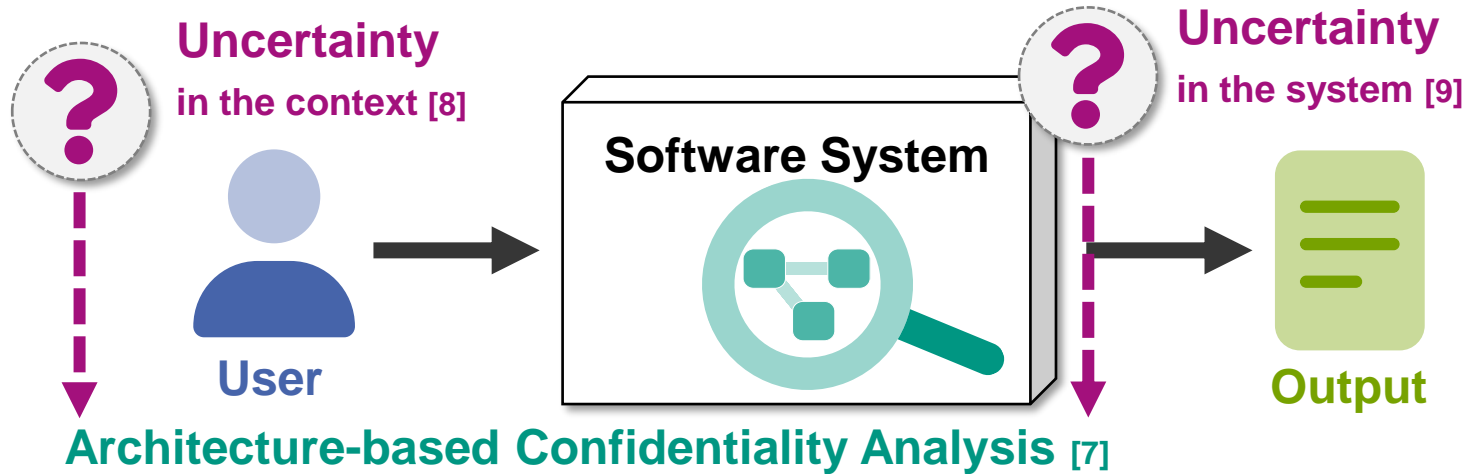 ?
Uncertainty
in the context [8]
?
Uncertainty
in the system [9]
Software System
User
Output
Architecture-based Confidentiality Analysis [7]